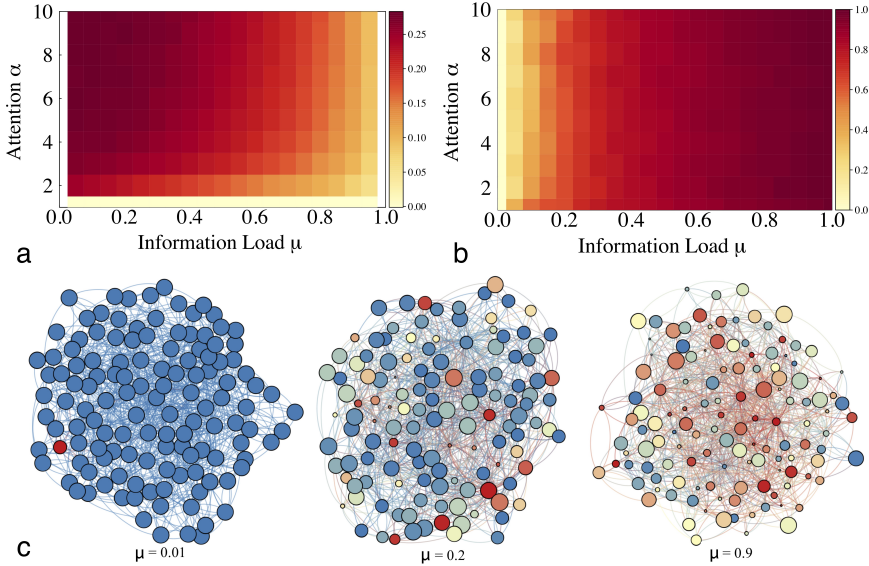 10
8
6
4
2
Attention α
0.0 0.2 0.4 0.6 0.8 1.0
Information Load μ
0.25
0.20
0.15
0.10
0.05
0.00
a
10
8
6
4
2
Attention α
0.0 0.2 0.4 0.6 0.8 1.0
Information Load μ
1.0
0.8
0.6
0.4
0.2
0.0
b
c
μ = 0.01
μ = 0.2
μ = 0.9